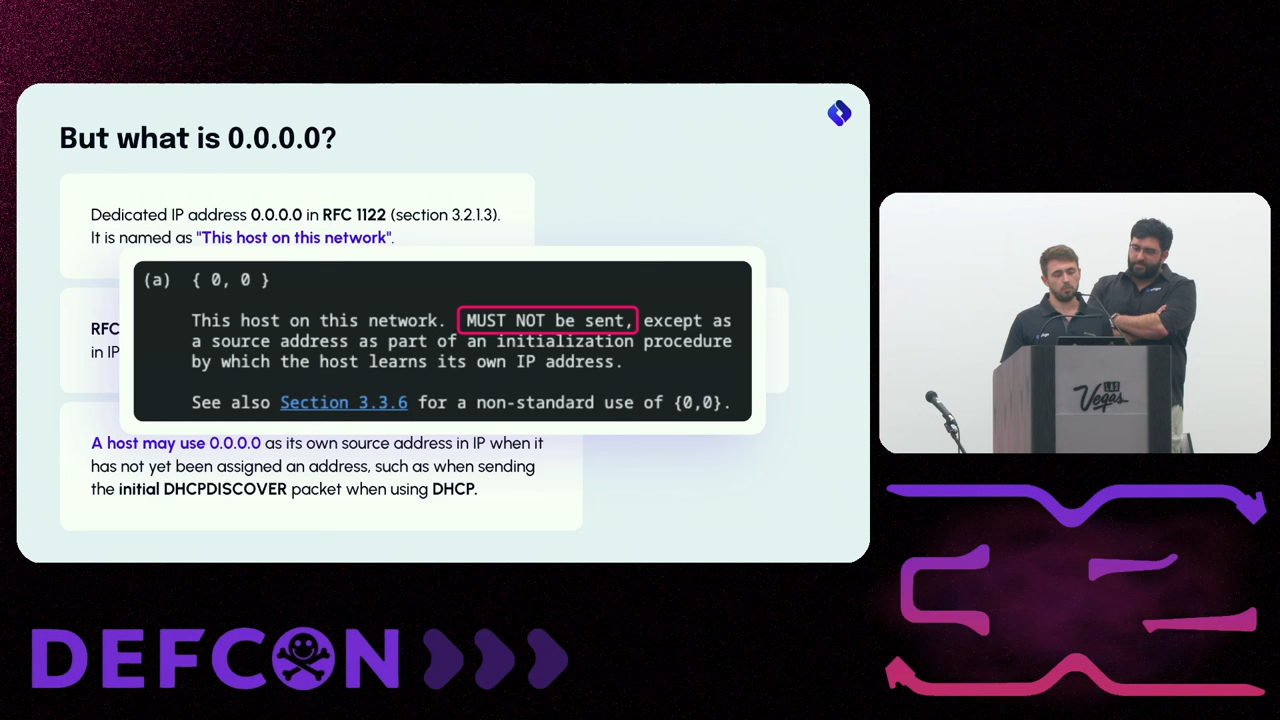 But what is 0.0.0.0?
Dedicated IP address 0.0.0.0 in RFC 1122 (section 3.2.1.3).
It is named as "This host on this network".
RFC
in IP
(a) { 0, 0 }
This host on this network. MUST NOT be sent, except as
a source address as part of an initialization procedure
by which the host learns its own IP address.
See also Section 3.3.6 for a non-standard use of {0,0}.
A host may use 0.0.0.0 as its own source address in IP when it
has not yet been assigned an address, such as when sending
the initial DHCPDISCOVER packet when using DHCP.
LAS
Vegas
DEFCON